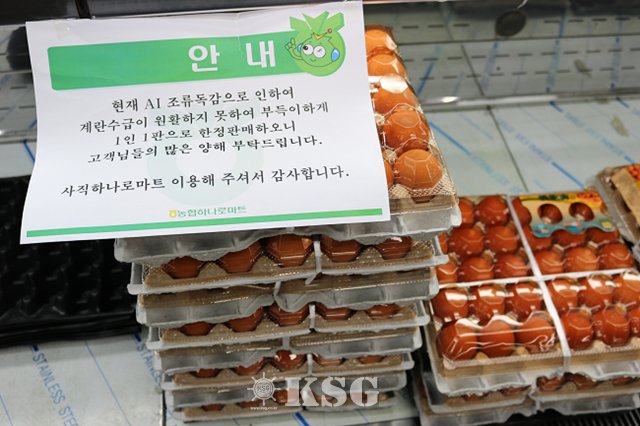 안 내
현재 AI 조류독감으로 인하여
계란수급이 원활하지 못하여 부득이하게
1인 1판으로 한정판매하오니
고객님들의 많은 양해 부탁드립니다.
사직하나로마트 이용해 주셔서 감사합니다.
농협하나로마트
STAINLESS STEEL
KSG